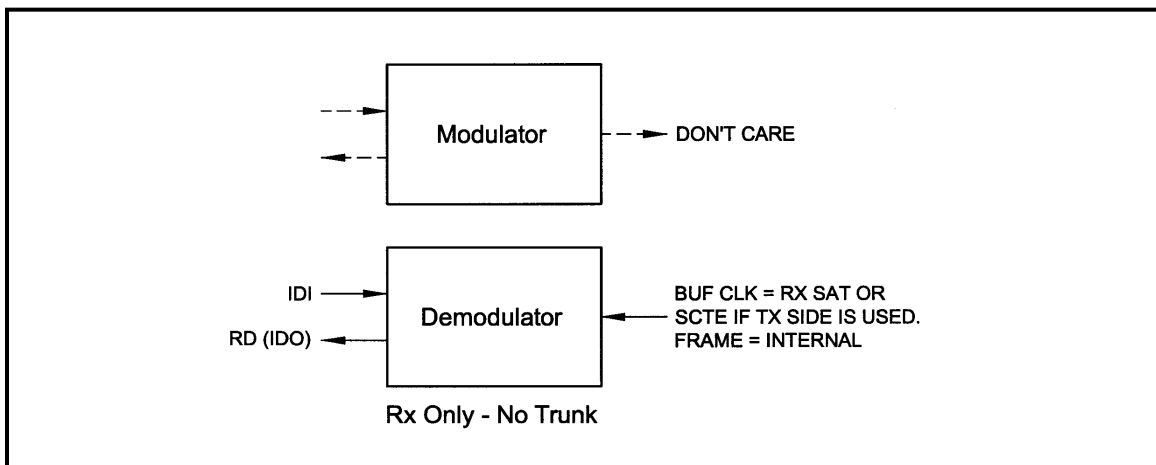 Modulator
DON'T CARE
IDI
RD (IDO)
Demodulator
BUF CLK = RX SAT OR
SCTE IF TX SIDE IS USED.
FRAME = INTERNAL
Rx Only - No Trunk